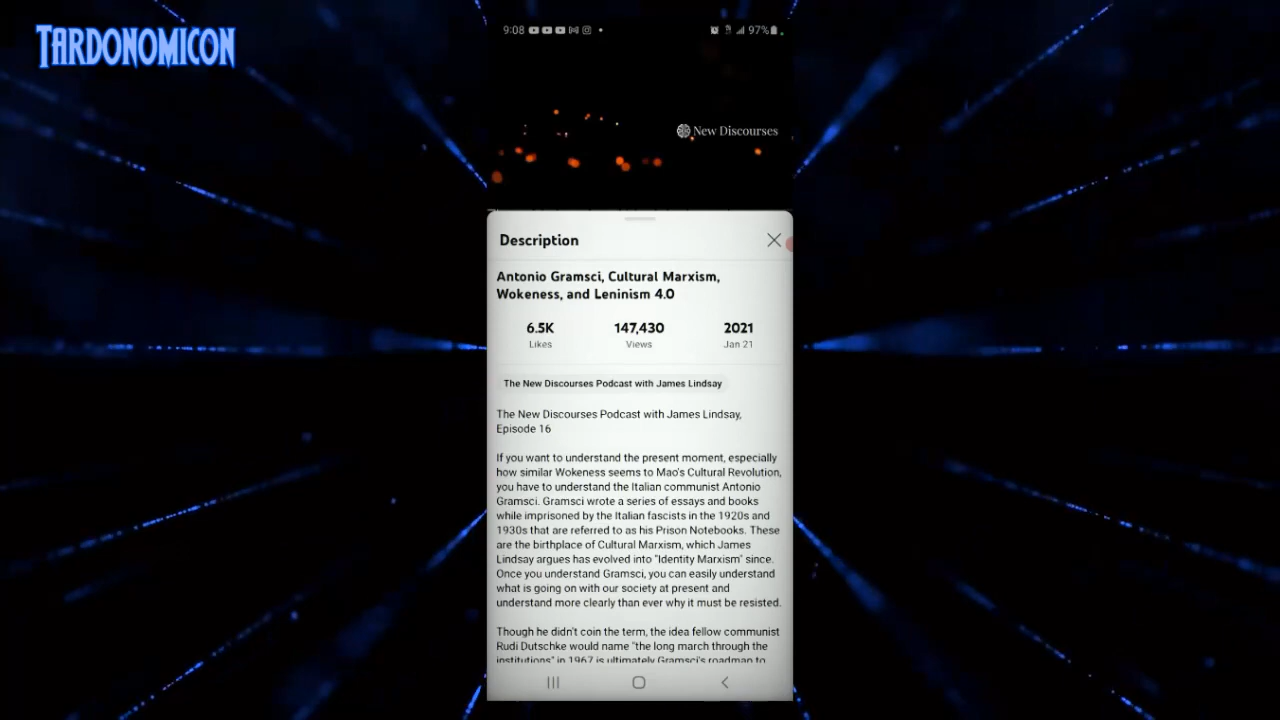 TARDONOMICON
9:08
97%
New Discourses
Description
Antonio Gramsci, Cultural Marxism,
Wokeness, and Leninism 4.0
6.5K 147,430 2021
Likes Views Jan 21
The New Discourses Podcast with James Lindsay
The New Discourses Podcast with James Lindsay,
Episode 16
If you want to understand the present moment, especially
how similar Wokeness seems to Mao's Cultural Revolution,
you have to understand the Italian communist Antonio
Gramsci. Gramsci wrote a series of essays and books
while imprisoned by the Italian fascists in the 1920s and
1930s that are referred to as his Prison Notebooks. These
are the birthplace of Cultural Marxism, which James
Lindsay argues has evolved into "Identity Marxism" since.
Once you understand Gramsci, you can easily understand
what is going on with our society at present and
understand more clearly than ever why it must be resisted.
Though he didn't coin the term, the idea fellow communist
Rudi Dutschke would name "the long march through the
institutions" in 1967 is ultimately Gramsci's roadmap to